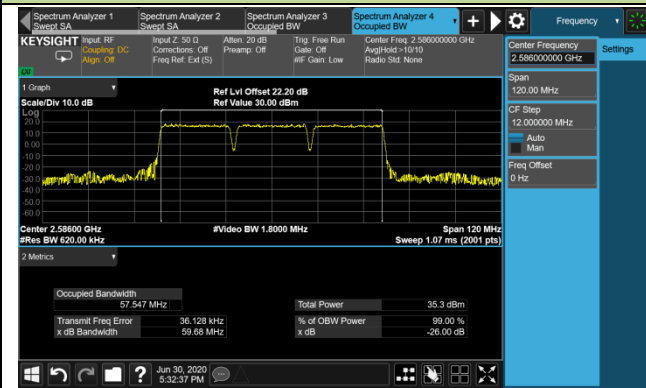 Spectrum Analyzer 1
Swept SA
Spectrum Analyzer 2
Swept SA
Spectrum Analyzer 3
Occupied BW
Spectrum Analyzer 4
Occupied BW
Frequency
KEYSIGHT
Input: RF
Coupling: DC
Align: Off
Input Z: 50 Ω
Corrections: Off
Freq Ref: Ext (S)
Atten: 20 dB
Preamp: Off
Trig: Free Run
Gate: Off
#IF Gain: Low
Center Freq: 2.586000000 GHz
Avg|Hold:>10/10
Radio Std: None
Center Frequency
2.586000000 GHz
Settings
Span
120.00 MHz
CF Step
12.000000 MHz
Auto
Man
Freq Offset
0 Hz
1 Graph
Scale/Div 10.0 dB
Ref Lvl Offset 22.20 dB
Ref Value 30.00 dBm
Log
20.0
10.0
0.00
-10.0
-20.0
-30.0
-40.0
-50.0
-60.0
Center 2.58600 GHz
#Res BW 620.00 kHz
#Video BW 1.8000 MHz
Span 120 MHz
Sweep 1.07 ms (2001 pts)
2 Metrics
Occupied Bandwidth
57.547 MHz
Total Power 35.3 dBm
Transmit Freq Error 36.128 kHz
% of OBW Power 99.00 %
x dB Bandwidth 59.68 MHz
x dB -26.00 dB
Jun 30, 2020
5:32:37 PM